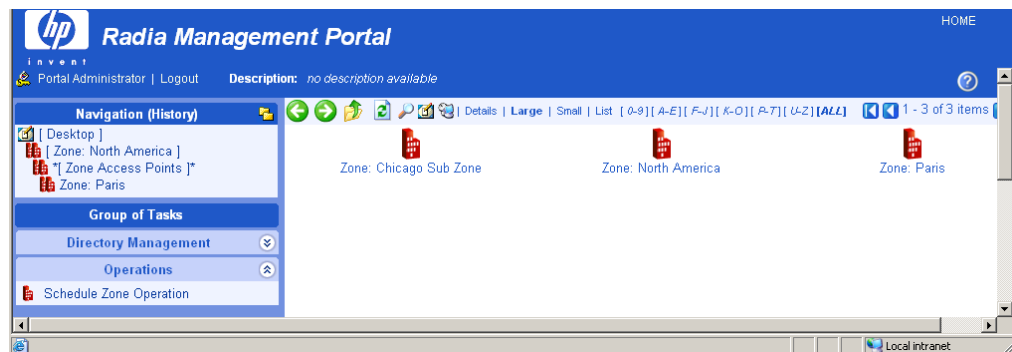 HOME
hp
Radia Management Portal
invent
Portal Administrator | Logout Description: no description available
?
Navigation (History)
| Details | Large | Small | List [ 0-9 ] [ A-E ] [ F-J ] [ K-O ] [ P-T ] [ U-Z ] [ALL] 1 - 3 of 3 items
[ Desktop ]
[ Zone: North America ]
*[ Zone Access Points ]*
Zone: Paris
Zone: Chicago Sub Zone
Zone: North America
Zone: Paris
Group of Tasks
Directory Management
Operations
Schedule Zone Operation
Local intranet